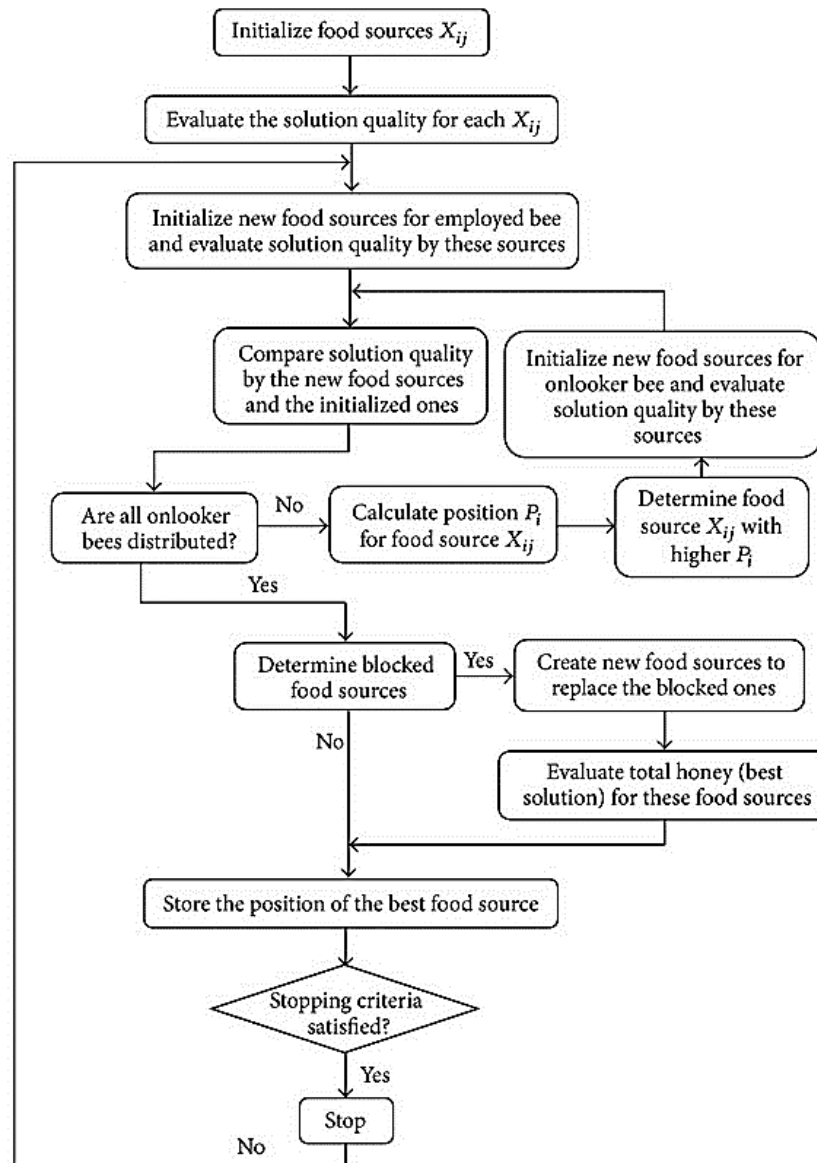 Initialize food sources X_ij
Evaluate the solution quality for each X_ij
Initialize new food sources for employed bee
and evaluate solution quality by these sources
Compare solution quality
by the new food sources
and the initialized ones
Initialize new food sources for
onlooker bee and evaluate
solution quality by these
sources
Are all onlooker
bees distributed?
No
Calculate position P_i
for food source X_ij
Determine food
source X_ij with
higher P_i
Yes
Determine blocked
food sources
Yes
Create new food sources to
replace the blocked ones
No
Evaluate total honey (best
solution) for these food sources
Store the position of the best food source
Stopping criteria
satisfied?
Yes
Stop
No